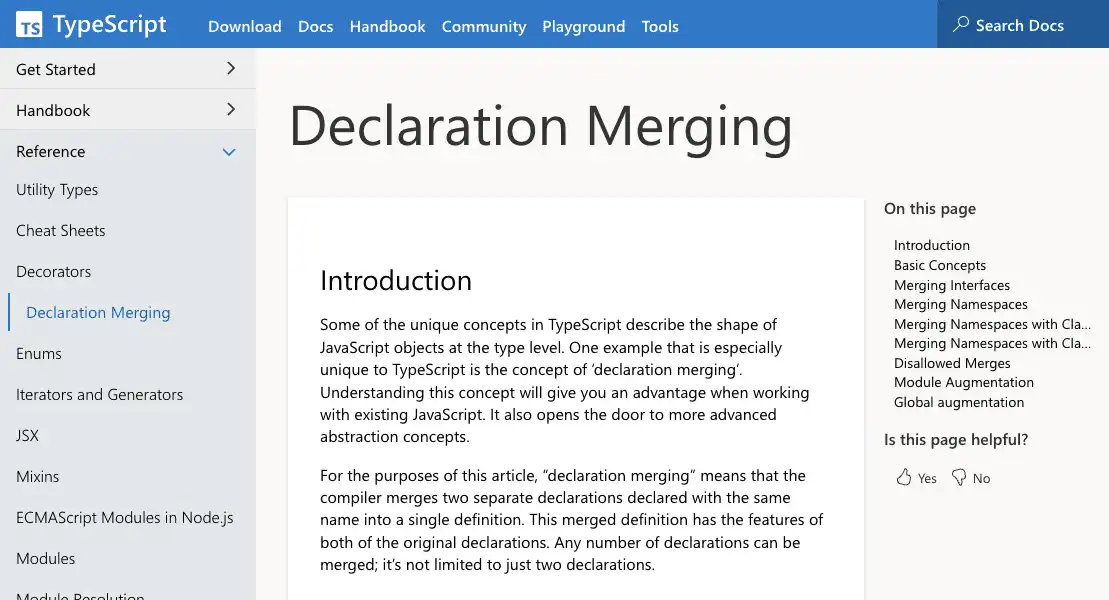 TS TypeScript
Download Docs Handbook Community Playground Tools
Search Docs
Get Started
Handbook
Reference
Utility Types
Cheat Sheets
Decorators
Declaration Merging
Enums
Iterators and Generators
JSX
Mixins
ECMAScript Modules in Node.js
Modules
Module Resolution
Declaration Merging
Introduction
Some of the unique concepts in TypeScript describe the shape of
JavaScript objects at the type level. One example that is especially
unique to TypeScript is the concept of ‘declaration merging’.
Understanding this concept will give you an advantage when working
with existing JavaScript. It also opens the door to more advanced
abstraction concepts.
For the purposes of this article, “declaration merging” means that the
compiler merges two separate declarations declared with the same
name into a single definition. This merged definition has the features of
both of the original declarations. Any number of declarations can be
merged; it’s not limited to just two declarations.
On this page
Introduction
Basic Concepts
Merging Interfaces
Merging Namespaces
Merging Namespaces with Cla...
Merging Namespaces with Cla...
Disallowed Merges
Module Augmentation
Global augmentation
Is this page helpful?
Yes No